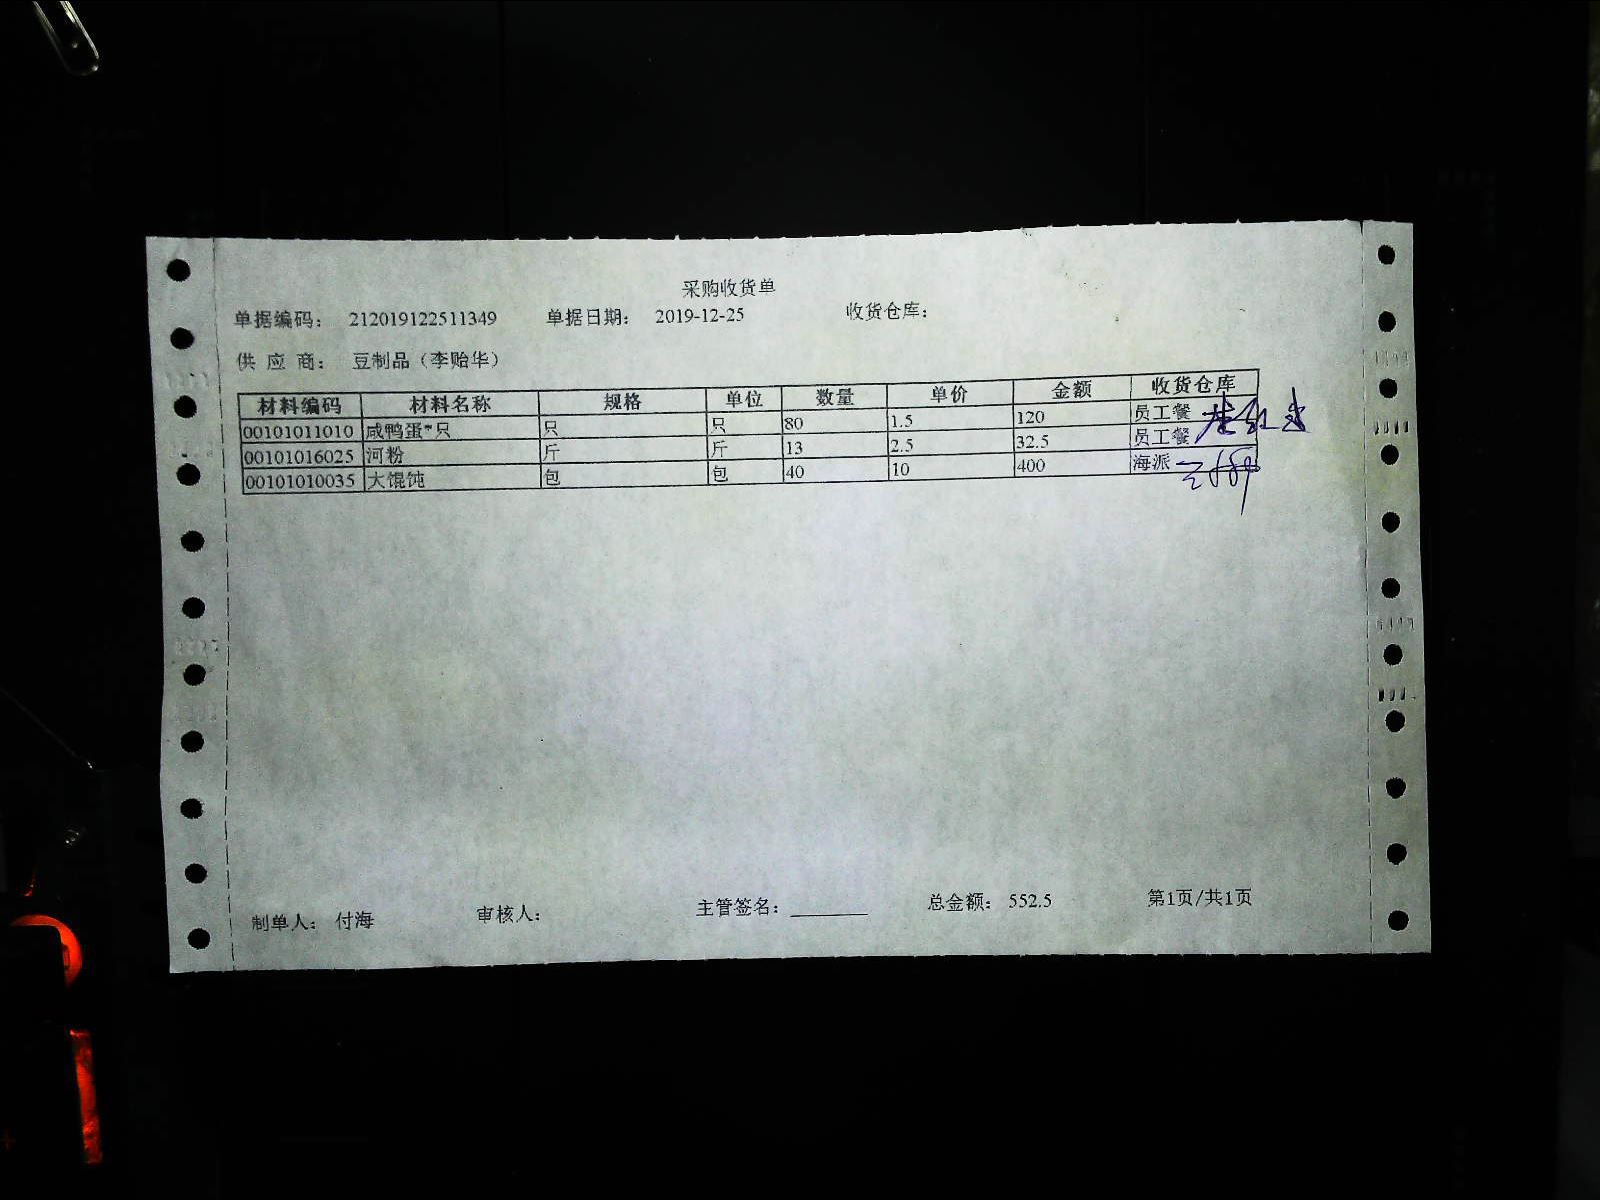 采购收货单
单据编码： 212019122511349 单据日期： 2019-12-25 收货仓库：
供 应 商： 豆制品（李贻华）
材料编码 材料名称 规格 单位 数量 单价 金额 收货仓库
00101011010 咸鸭蛋*只 只 只 80 1.5 120 员工餐
00101016025 河粉 斤 斤 13 2.5 32.5 员工餐
00101010035 大馄饨 包 包 40 10 400 海派
制单人： 付海 审核人： 主管签名： 总金额： 552.5 第1页/共1页